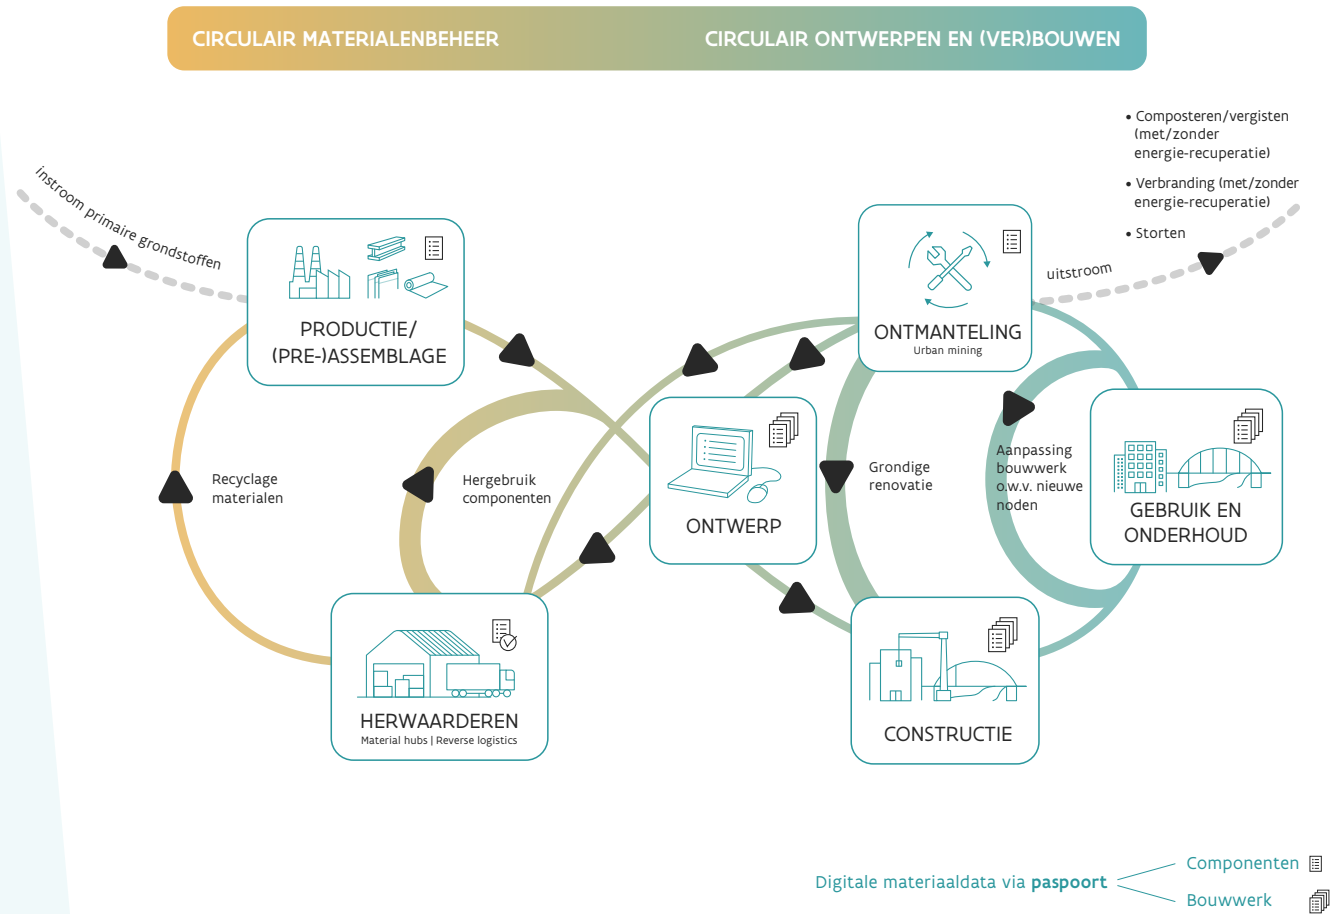 CIRCULAIR MATERIALENBEHEER
CIRCULAIR ONTWERPEN EN (VER)BOUWEN
• Composteren/vergisten
(met/zonder
energie-recuperatie)
• Verbranding (met/zonder
energie-recuperatie)
• Storten
instroom primaire grondstoffen
uitstroom
PRODUCTIE/
(PRE-)ASSEMBLAGE
ONTMANTELING
Urban mining
Recyclage
materialen
Hergebruik
componenten
ONTWERP
Grondige
renovatie
Aanpassing
bouwwerk
o.w.v. nieuwe
noden
GEBRUIK EN
ONDERHOUD
HERWAARDEREN
Material hubs | Reverse logistics
CONSTRUCTIE
Digitale materiaaldata via paspoort
Componenten
Bouwwerk